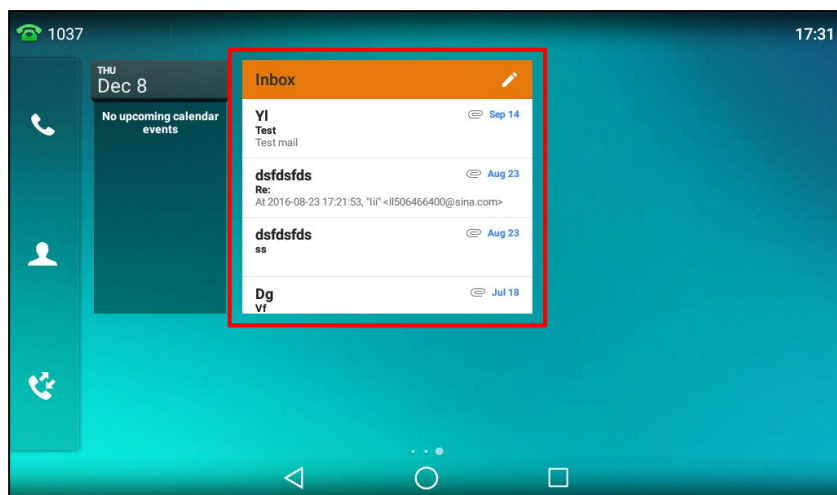 1037
17:31
THU
Dec 8
No upcoming calendar
events
Inbox
Yl
Sep 14
Test
Test mail
dsfdsfds
Aug 23
Re:
At 2016-08-23 17:21:53, "lii" <ll506466400@sina.com>
dsfdsfds
Aug 23
ss
Dg
Jul 18
Vf